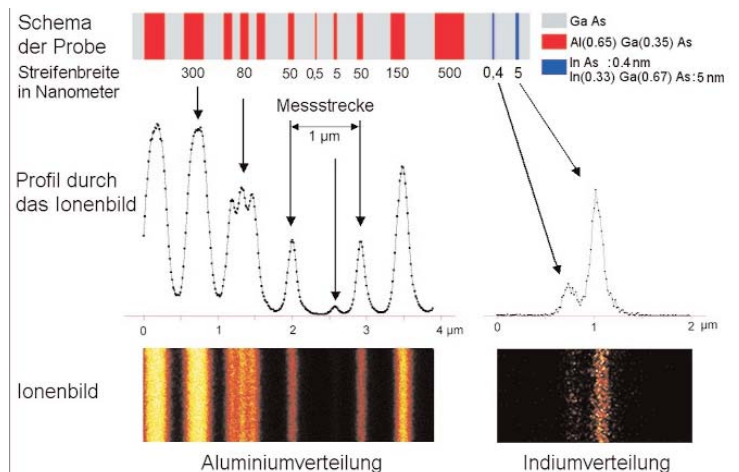 Schema
der Probe
Ga As
Al(0.65) Ga(0.35) As
In As : 0.4 nm
In(0.33) Ga(0.67) As: 5 nm
Streifenbreite
in Nanometer
300 80 50 0,5 5 50 150 500 0,4 5
Messstrecke
1 µm
Profil durch
das Ionenbild
0 1 2 3 4 µm
0 1 2 µm
Ionenbild
Aluminiumverteilung
Indiumverteilung